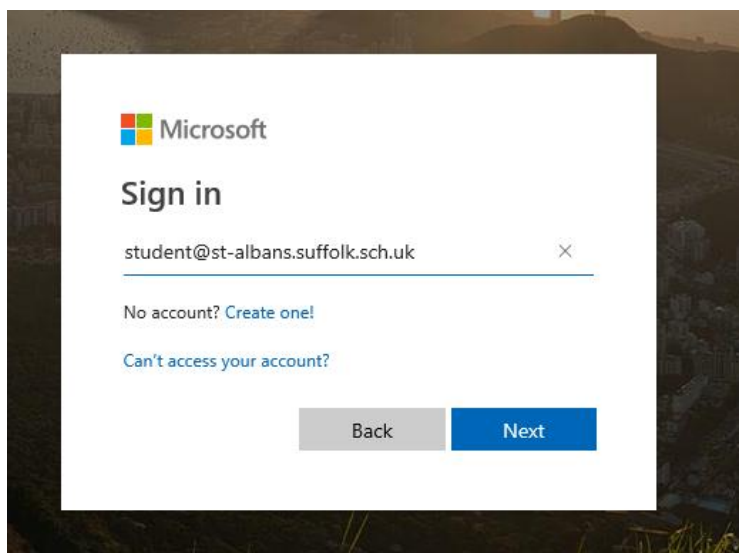 Microsoft
Sign in
student@st-albans.suffolk.sch.uk
No account? Create one!
Can't access your account?
Back Next